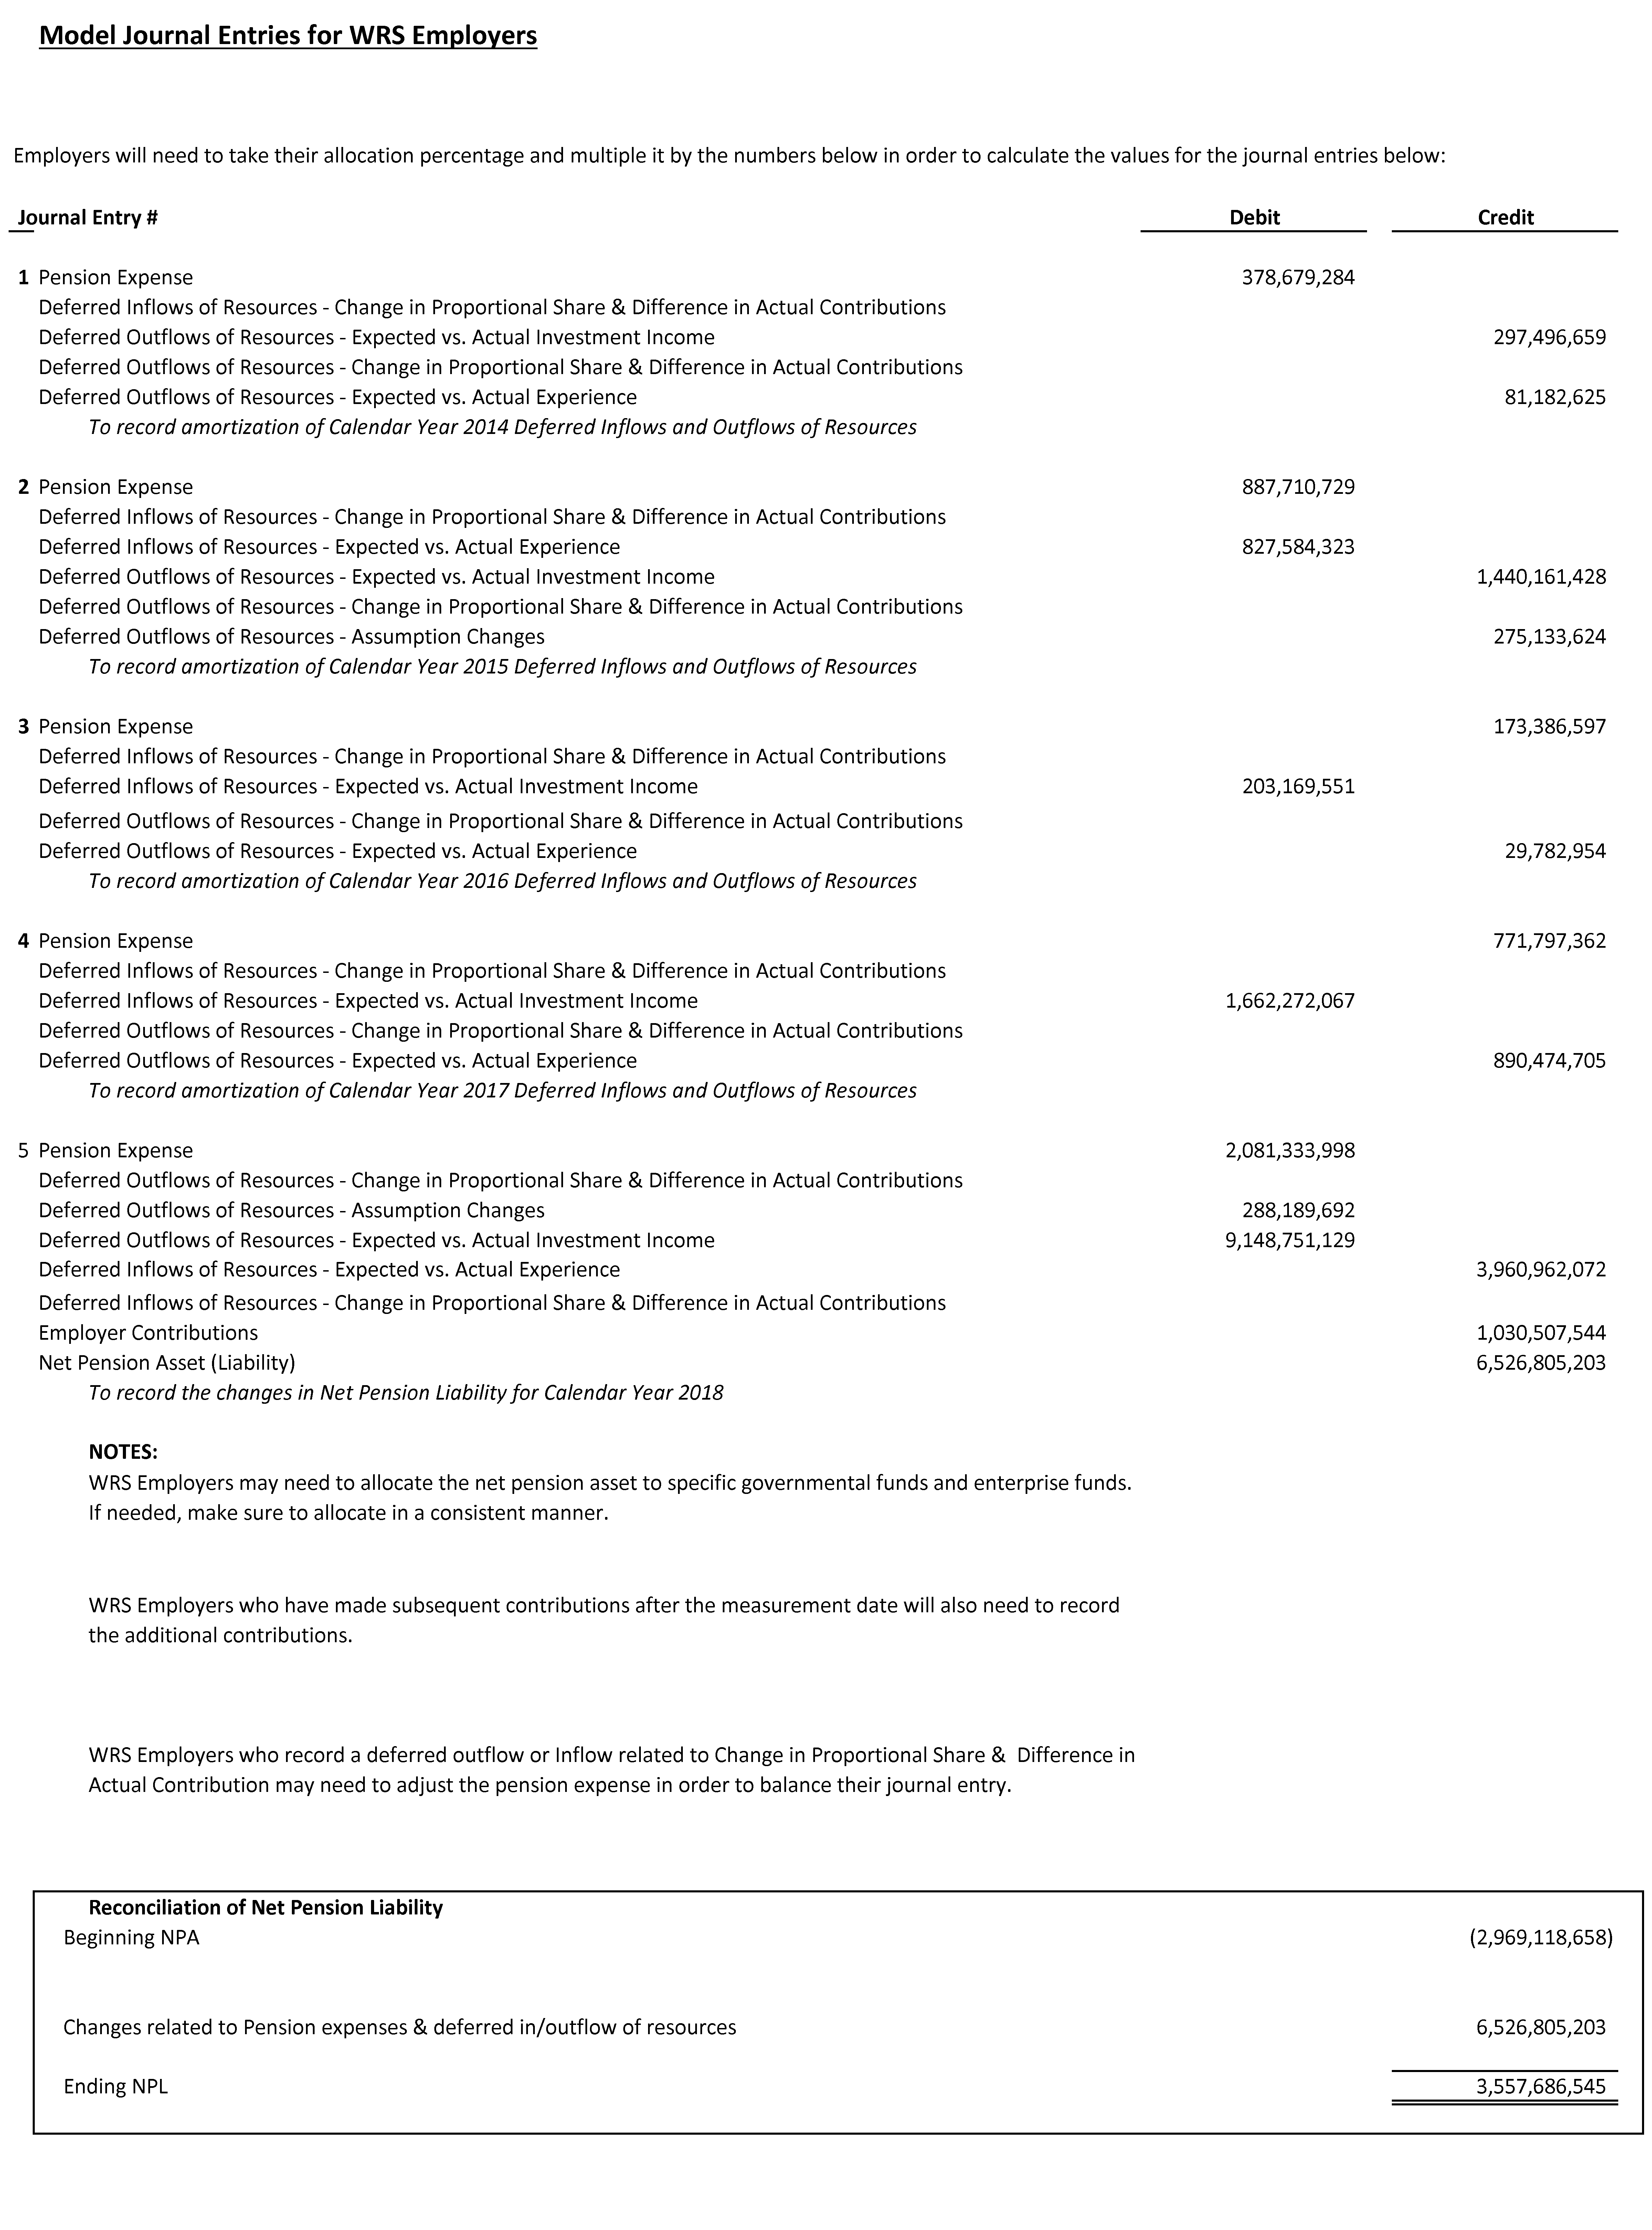 Model Journal Entries for WRS Employers
Employers will need to take their allocation percentage and multiple it by the numbers below in order to calculate the values for the journal entries below:
Journal Entry # Debit Credit
1 Pension Expense 378,679,284
Deferred Inflows of Resources - Change in Proportional Share & Difference in Actual Contributions
Deferred Outflows of Resources - Expected vs. Actual Investment Income 297,496,659
Deferred Outflows of Resources - Change in Proportional Share & Difference in Actual Contributions
Deferred Outflows of Resources - Expected vs. Actual Experience 81,182,625
To record amortization of Calendar Year 2014 Deferred Inflows and Outflows of Resources
2 Pension Expense 887,710,729
Deferred Inflows of Resources - Change in Proportional Share & Difference in Actual Contributions
Deferred Inflows of Resources - Expected vs. Actual Experience 827,584,323
Deferred Outflows of Resources - Expected vs. Actual Investment Income 1,440,161,428
Deferred Outflows of Resources - Change in Proportional Share & Difference in Actual Contributions
Deferred Outflows of Resources - Assumption Changes 275,133,624
To record amortization of Calendar Year 2015 Deferred Inflows and Outflows of Resources
3 Pension Expense 173,386,597
Deferred Inflows of Resources - Change in Proportional Share & Difference in Actual Contributions
Deferred Inflows of Resources - Expected vs. Actual Investment Income 203,169,551
Deferred Outflows of Resources - Change in Proportional Share & Difference in Actual Contributions
Deferred Outflows of Resources - Expected vs. Actual Experience 29,782,954
To record amortization of Calendar Year 2016 Deferred Inflows and Outflows of Resources
4 Pension Expense 771,797,362
Deferred Inflows of Resources - Change in Proportional Share & Difference in Actual Contributions
Deferred Inflows of Resources - Expected vs. Actual Investment Income 1,662,272,067
Deferred Outflows of Resources - Change in Proportional Share & Difference in Actual Contributions
Deferred Outflows of Resources - Expected vs. Actual Experience 890,474,705
To record amortization of Calendar Year 2017 Deferred Inflows and Outflows of Resources
5 Pension Expense 2,081,333,998
Deferred Outflows of Resources - Change in Proportional Share & Difference in Actual Contributions
Deferred Outflows of Resources - Assumption Changes 288,189,692
Deferred Outflows of Resources - Expected vs. Actual Investment Income 9,148,751,129
Deferred Inflows of Resources - Expected vs. Actual Experience 3,960,962,072
Deferred Inflows of Resources - Change in Proportional Share & Difference in Actual Contributions
Employer Contributions 1,030,507,544
Net Pension Asset (Liability) 6,526,805,203
To record the changes in Net Pension Liability for Calendar Year 2018
NOTES:
WRS Employers may need to allocate the net pension asset to specific governmental funds and enterprise funds.
If needed, make sure to allocate in a consistent manner.
WRS Employers who have made subsequent contributions after the measurement date will also need to record
the additional contributions.
WRS Employers who record a deferred outflow or Inflow related to Change in Proportional Share & Difference in
Actual Contribution may need to adjust the pension expense in order to balance their journal entry.
Reconciliation of Net Pension Liability
Beginning NPA (2,969,118,658)
Changes related to Pension expenses & deferred in/outflow of resources 6,526,805,203
Ending NPL 3,557,686,545